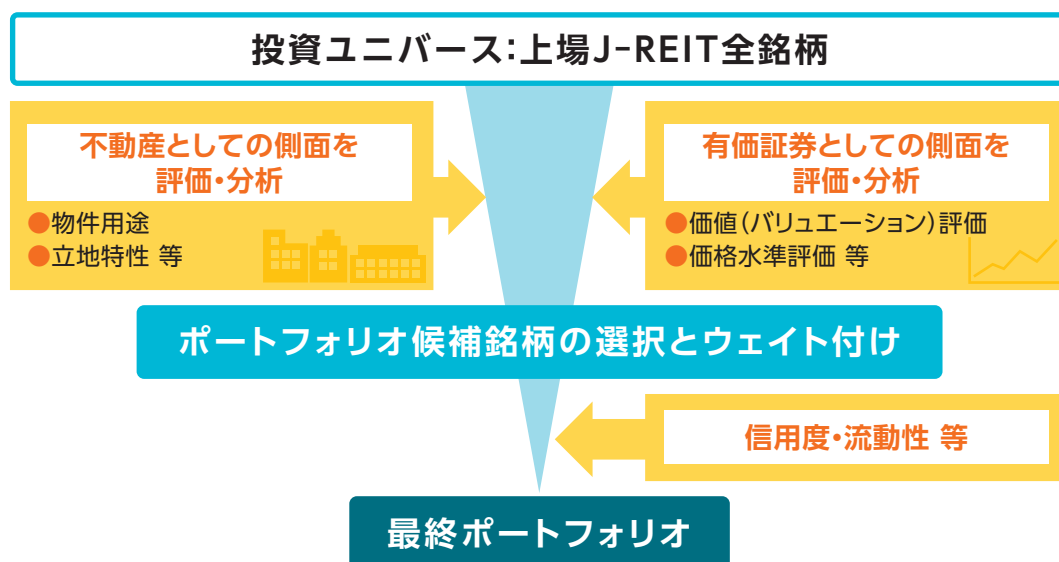 投資ユニバース:上場J-REIT全銘柄
不動産としての側面を
評価・分析
●物件用途
●立地特性 等
有価証券としての側面を
評価・分析
●価値(バリュエーション)評価
●価格水準評価 等
ポートフォリオ候補銘柄の選択とウェイト付け
信用度・流動性 等
最終ポートフォリオ